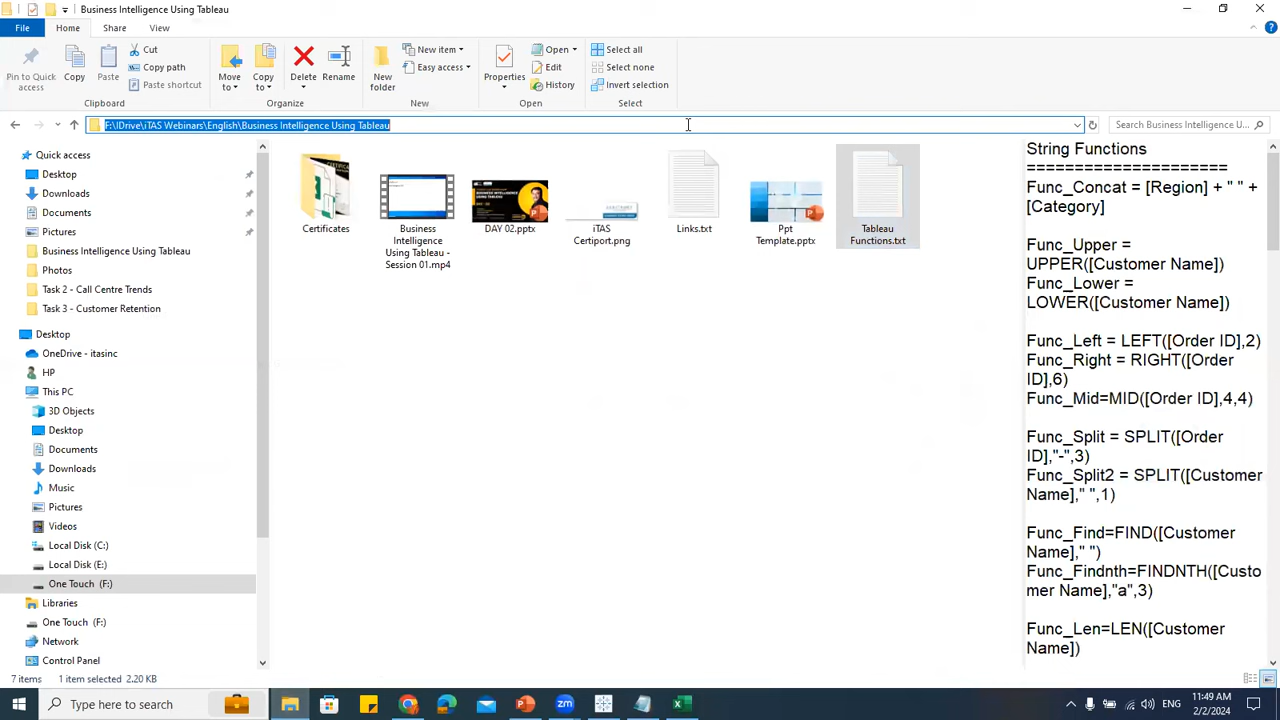 Business Intelligence Using Tableau
File
Home
Share
View
Pin to Quick
access
Copy
Paste
Cut
Copy path
Paste shortcut
Clipboard
Move
to
Copy
to
Delete
Rename
Organize
New
folder
New item
Easy access
New
Properties
Open
Edit
History
Open
Select all
Select none
Invert selection
Select
F:\IDrive\iTAS Webinars\English\Business Intelligence Using Tableau
Search Business Intelligence U...
Quick access
Desktop
Downloads
Documents
Pictures
Business Intelligence Using Tableau
Photos
Task 2 - Call Centre Trends
Task 3 - Customer Retention
Desktop
OneDrive - itasinc
HP
This PC
3D Objects
Desktop
Documents
Downloads
Music
Pictures
Videos
Local Disk (C:)
Local Disk (E:)
One Touch (F:)
Libraries
One Touch (F:)
Network
Control Panel
Certificates
Business
Intelligence
Using Tableau -
Session 01.mp4
DAY 02.pptx
iTAS
Certiport.png
Links.txt
Ppt
Template.pptx
Tableau
Functions.txt
String Functions
=====================
Func_Concat = [Region] + " " +
[Category]
Func_Upper =
UPPER([Customer Name])
Func_Lower =
LOWER([Customer Name])
Func_Left = LEFT([Order ID],2)
Func_Right = RIGHT([Order
ID],6)
Func_Mid=MID([Order ID],4,4)
Func_Split = SPLIT([Order
ID],"-",3)
Func_Split2 = SPLIT([Customer
Name]," ",1)
Func_Find=FIND([Customer
Name]," ")
Func_Findnth=FINDNTH([Custo
mer Name],"a",3)
Func_Len=LEN([Customer
Name])
7 items
1 item selected 2.20 KB
Type here to search
ENG
11:49 AM
2/2/2024